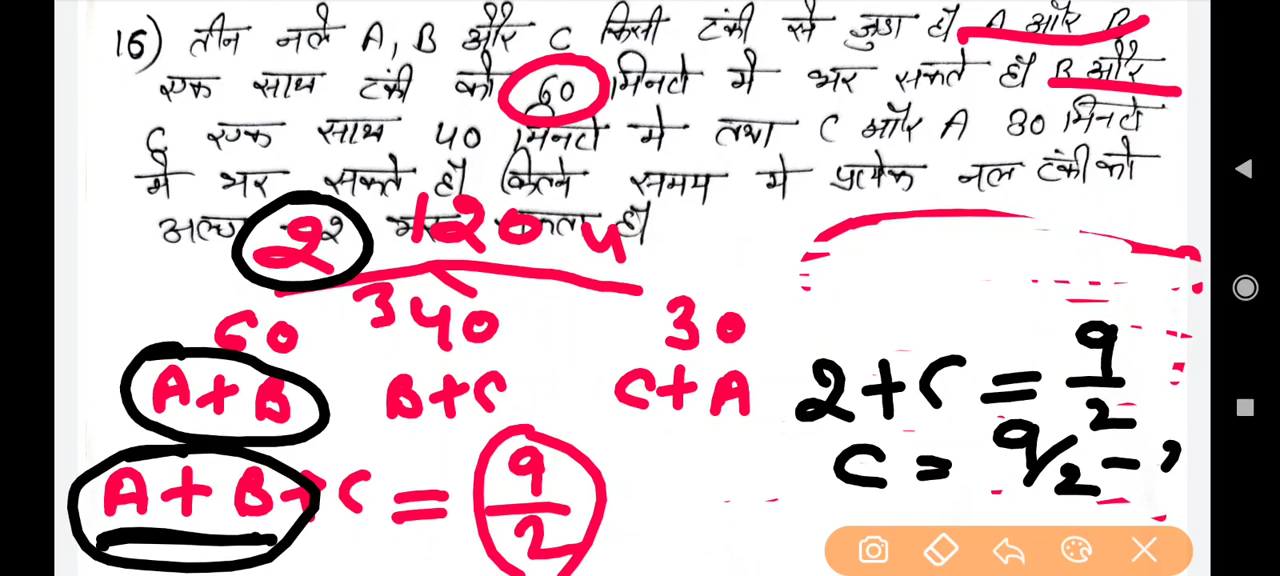 16) तीन नले A, B और C किसी टंकी से जुडा हो A और B
एक साथ टंकी को 60 मिनटो मे भर सकते हो B और
C एक साथ 40 मिनटो मे तथा C और A 30 मिनटो
मे भर सकते हो कितने समय मे प्रत्येक नल टंकी को
हो
2 120 4
3
60 40 30
A+B B+C C+A
A+B+C = 9/2
2+C = 9/2
C = 9/2 -